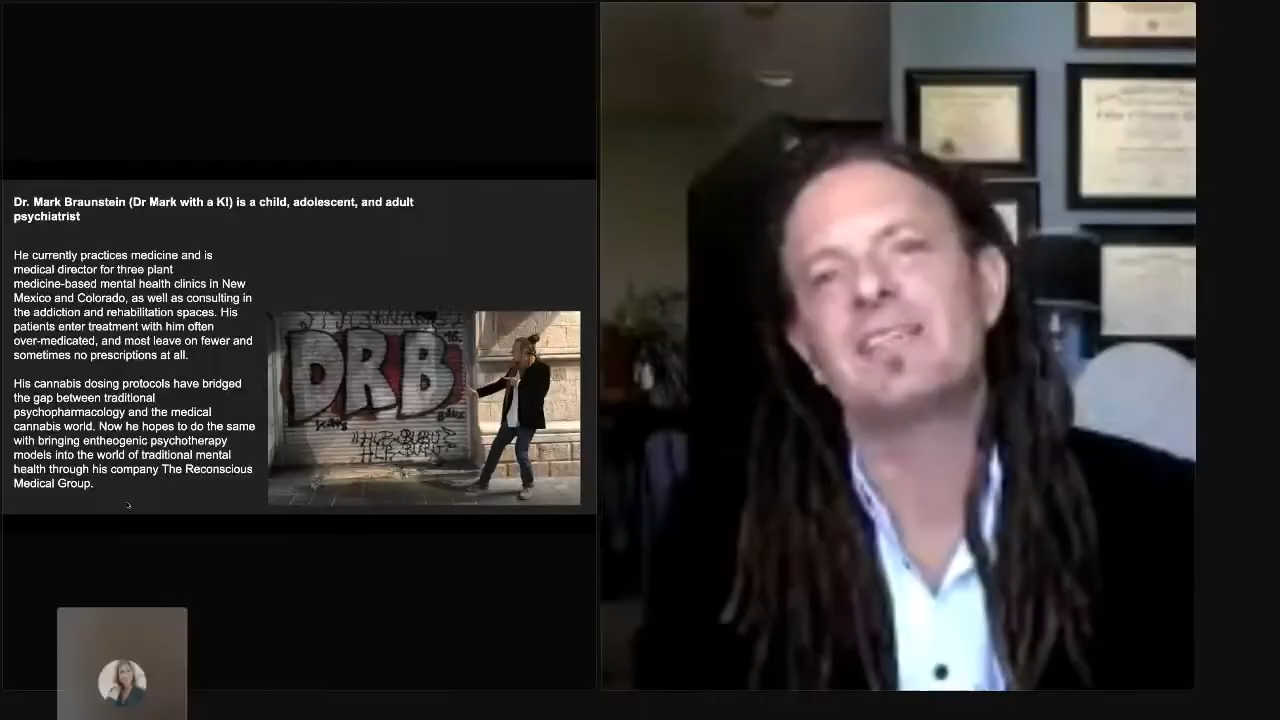 Dr. Mark Braunstein (Dr Mark with a K!) is a child, adolescent, and adult
psychiatrist
He currently practices medicine and is
medical director for three plant
medicine-based mental health clinics in New
Mexico and Colorado, as well as consulting in
the addiction and rehabilitation spaces. His
patients enter treatment with him often
over-medicated, and most leave on fewer and
sometimes no prescriptions at all.
His cannabis dosing protocols have bridged
the gap between traditional
psychopharmacology and the medical
cannabis world. Now he hopes to do the same
with bringing entheogenic psychotherapy
models into the world of traditional mental
health through his company The Reconscious
Medical Group.
DRB